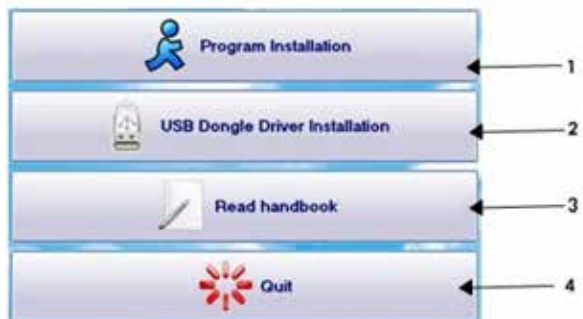 Program Installation
1
USB Dongle Driver Installation
2
Read handbook
3
Quit
4